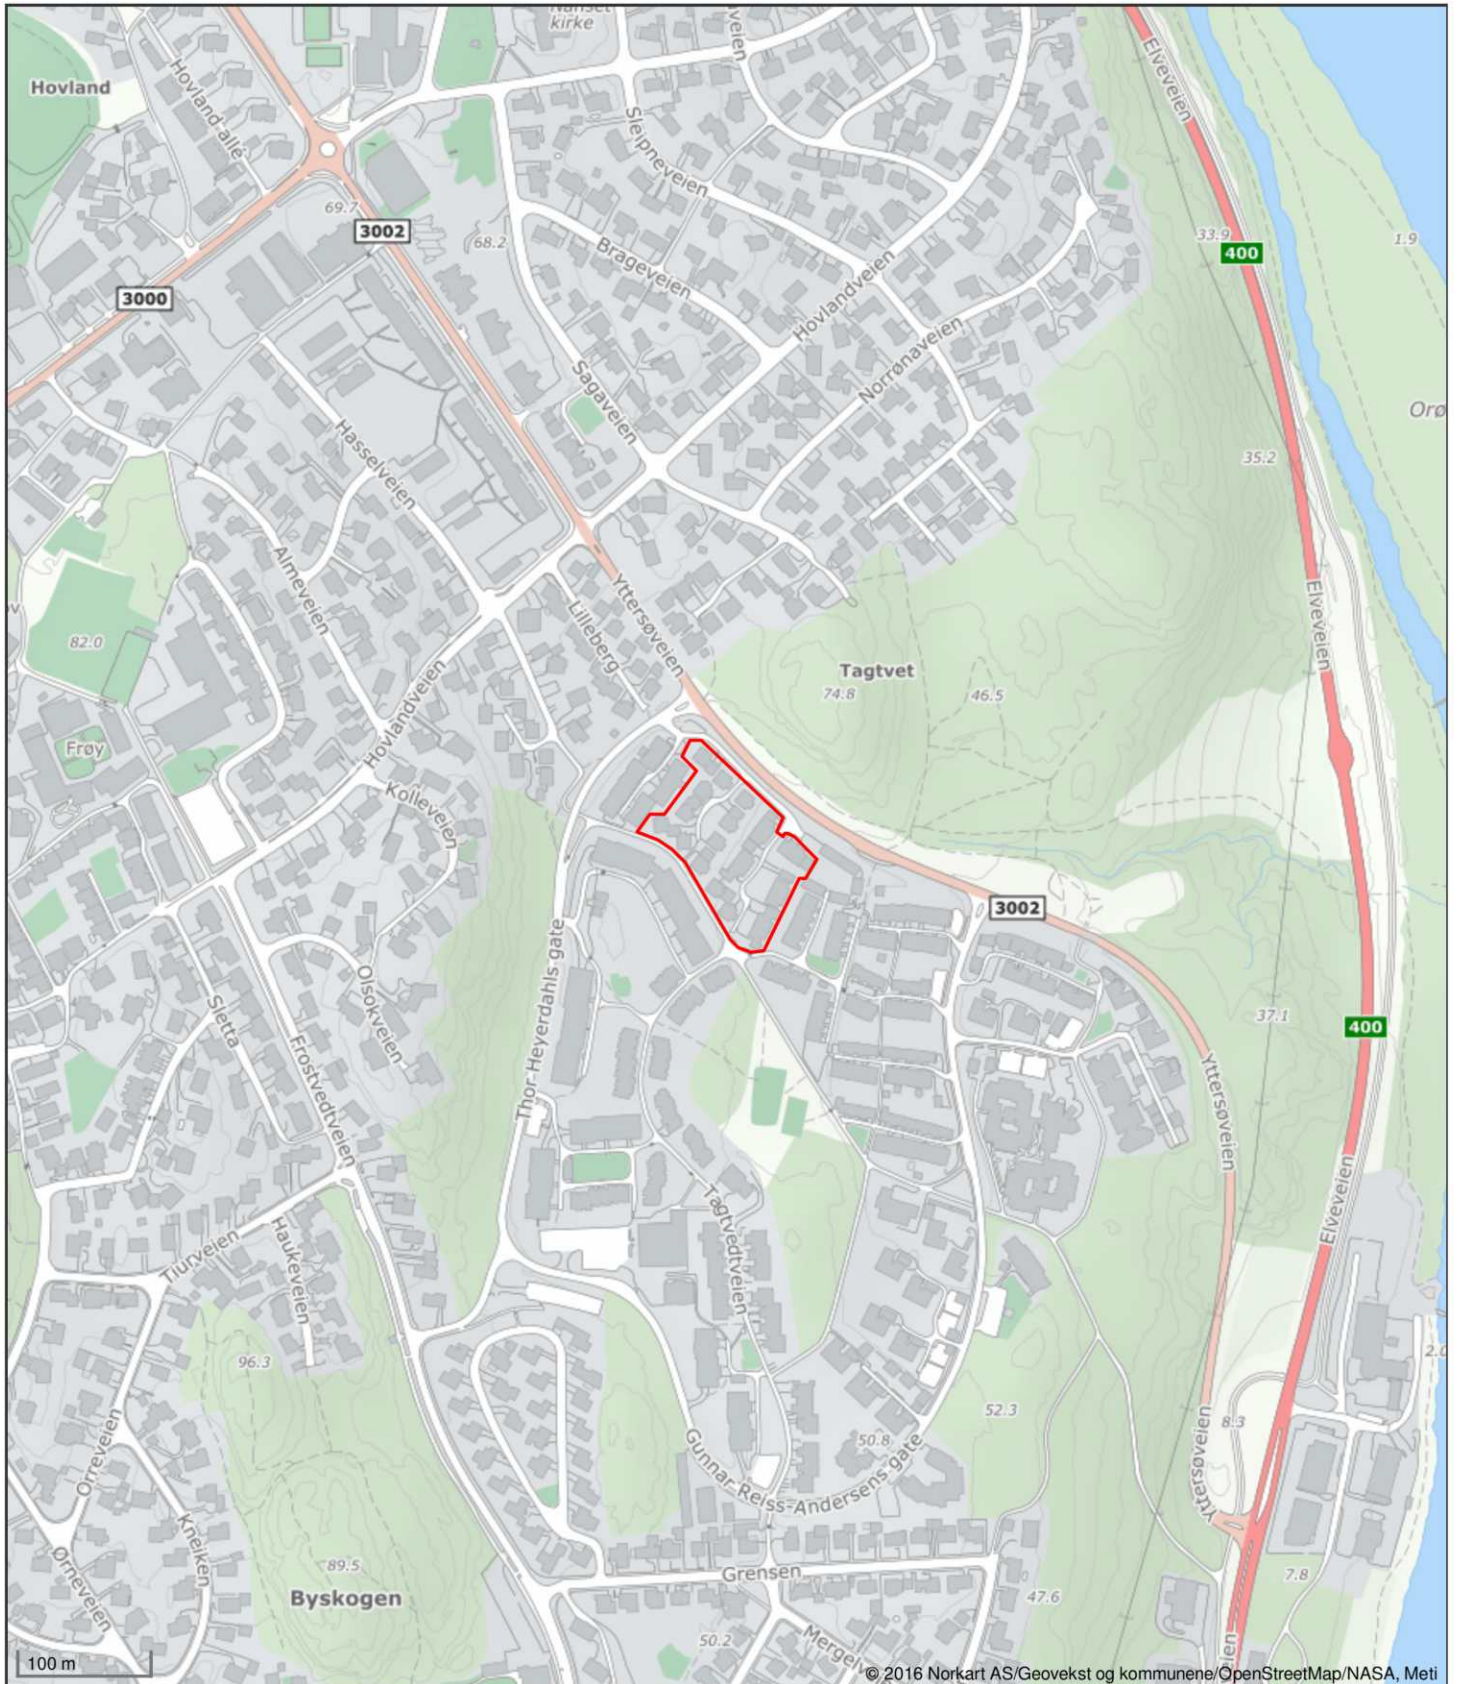 Nanset
kirke
Hovland
Hovland allé
Elveveien
Sleipneveien
69.7
3002
68.2
33.9
400
1.9
Brageveien
Hovlandveien
3000
Norrønaveien
Sagaveien
Orø
Hasselveien
35.2
Almeveien
Yttersøveien
Lilleberg
Elveveien
82.0
Tagtvet
74.8
46.5
Hovlandveien
Frøy
Kolleveien
3002
Thor Heyerdahls gate
Olsokveien
Sletta
37.1
400
Frostvedtveien
Yttersøveien
Elveveien
Tagtvedtveien
Haukeveien
Tiurveien
96.3
2.0
52.3
8.3
Orreveien
50.8
Yttersøveien
Gunnar Reiss-Andersens gate
Kneiken
Ørneveien
89.5
Grensen
7.8
Byskogen
47.6
50.2
100 m
© 2016 Norkart AS/Geovekst og kommunene/OpenStreetMap/NASA, Meti